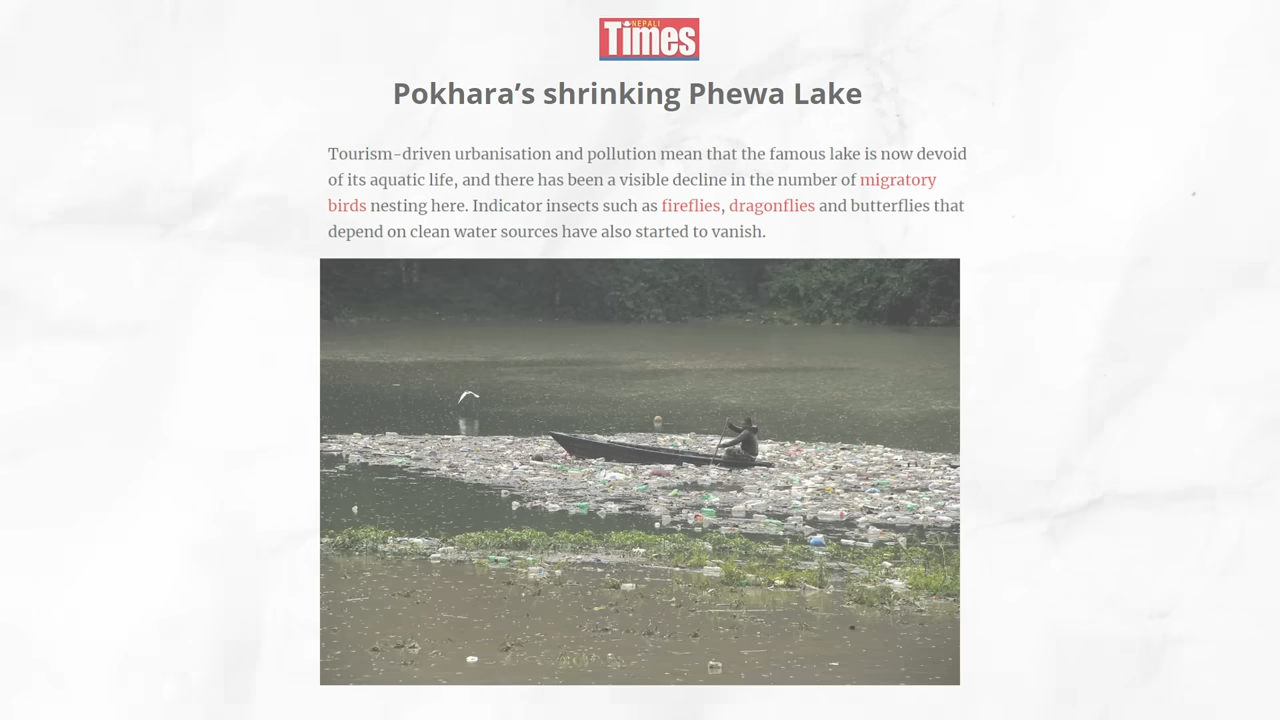 NEPALI
Times
Pokhara’s shrinking Phewa Lake
Tourism-driven urbanisation and pollution mean that the famous lake is now devoid
of its aquatic life, and there has been a visible decline in the number of migratory
birds nesting here. Indicator insects such as fireflies, dragonflies and butterflies that
depend on clean water sources have also started to vanish.